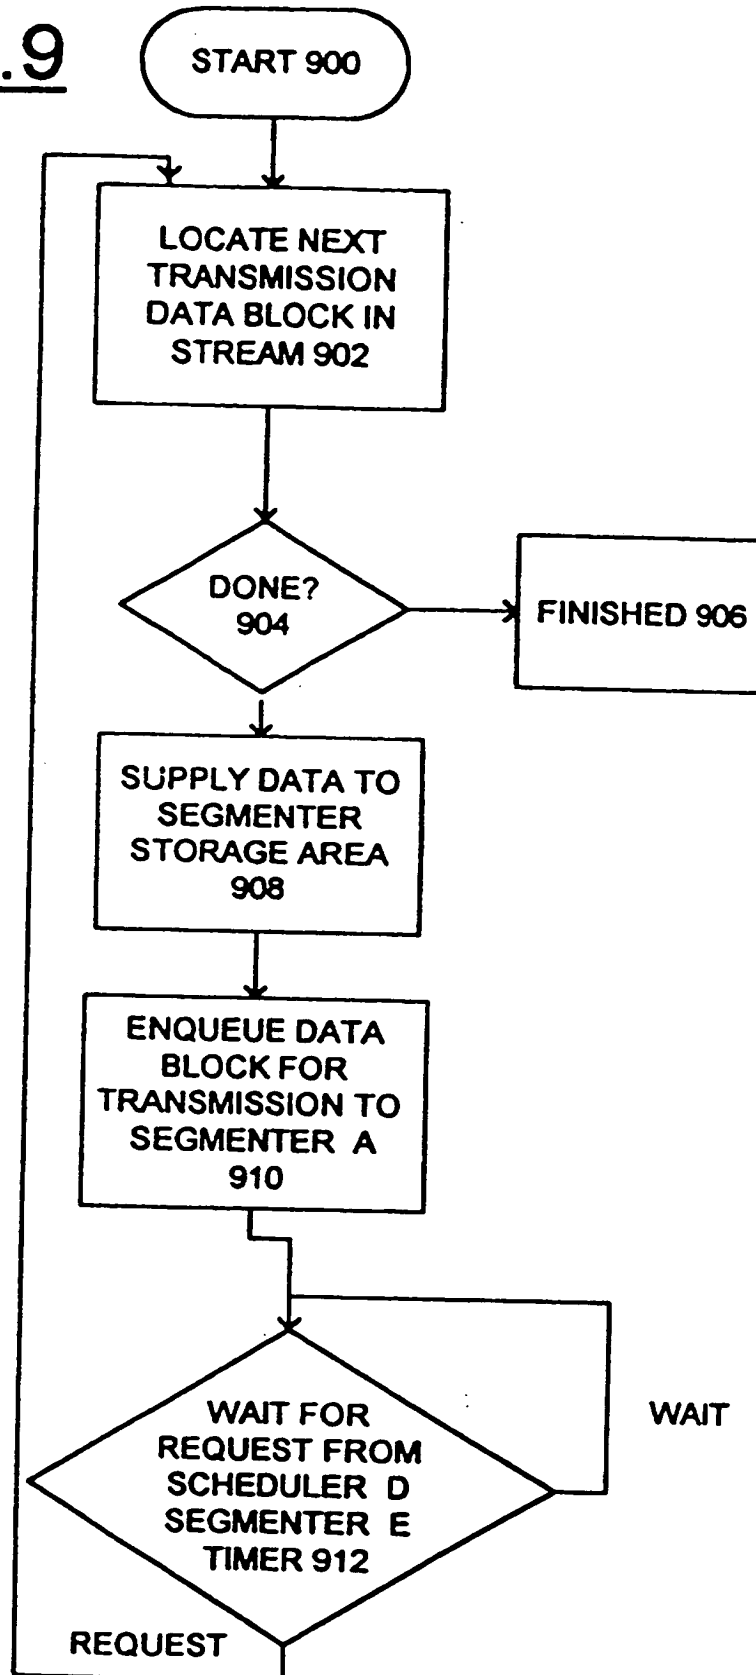 .9
START 900
LOCATE NEXT
TRANSMISSION
DATA BLOCK IN
STREAM 902
DONE?
904
FINISHED 906
SUPPLY DATA TO
SEGMENTER
STORAGE AREA
908
ENQUEUE DATA
BLOCK FOR
TRANSMISSION TO
SEGMENTER A
910
WAIT FOR
REQUEST FROM
SCHEDULER D
SEGMENTER E
TIMER 912
WAIT
REQUEST